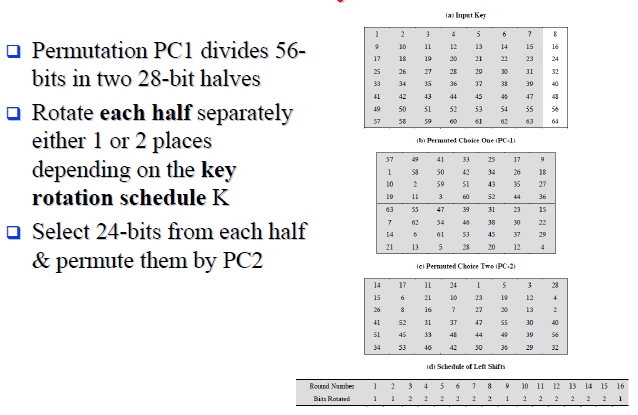 Permutation PC1 divides 56-
bits in two 28-bit halves
Rotate each half separately
either 1 or 2 places
depending on the key
rotation schedule K
Select 24-bits from each half
& permute them by PC2
(a) Input Key
1 2 3 4 5 6 7 8
9 10 11 12 13 14 15 16
17 18 19 20 21 22 23 24
25 26 27 28 29 30 31 32
33 34 35 36 37 38 39 40
41 42 43 44 45 46 47 48
49 50 51 52 53 54 55 56
57 58 59 60 61 62 63 64
(b) Permuted Choice One (PC-1)
57 49 41 33 25 17 9
1 58 50 42 34 26 18
10 2 59 51 43 35 27
19 11 3 60 52 44 36
63 55 47 39 31 23 15
7 62 54 46 38 30 22
14 6 61 53 45 37 29
21 13 5 28 20 12 4
(c) Permuted Choice Two (PC-2)
14 17 11 24 1 5 3 28
15 6 21 10 23 19 12 4
26 8 16 7 27 20 13 2
41 52 31 37 47 55 30 40
51 45 33 48 44 49 39 56
34 53 46 42 50 36 29 32
(d) Schedule of Left Shifts
Round Number 1 2 3 4 5 6 7 8 9 10 11 12 13 14 15 16
Bits Rotated 1 1 2 2 2 2 2 2 1 2 2 2 2 2 2 1